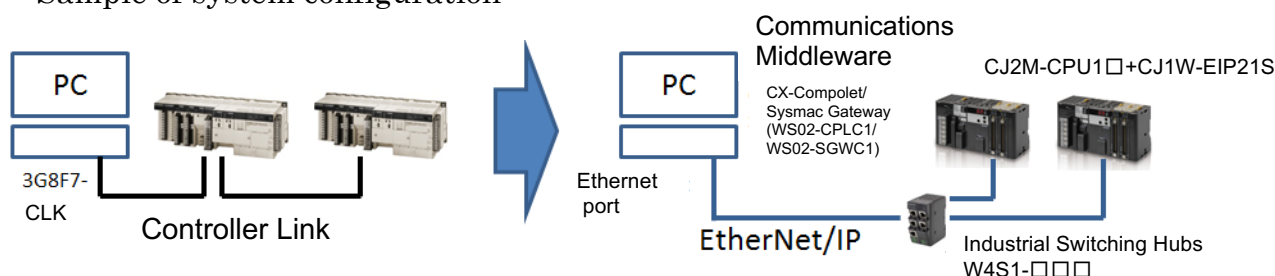 Sample of system configuration
PC
3G8F7-
CLK
Controller Link
Communications
Middleware
PC
CX-Compolet/
Sysmac Gateway
(WS02-CPLC1/
WS02-SGWC1)
CJ2M-CPU1□+CJ1W-EIP21S
Ethernet
port
EtherNet/IP
Industrial Switching Hubs
W4S1-□□□